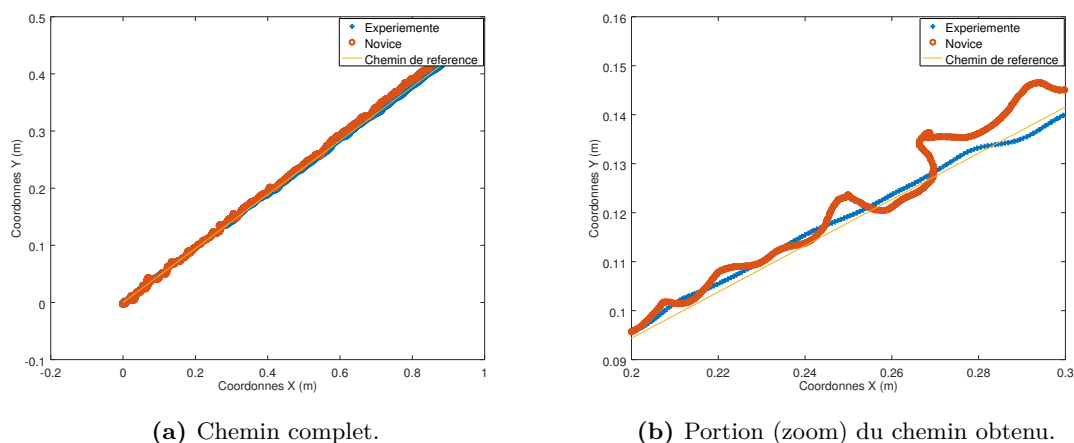 0.5
0.4
0.3
0.2
0.1
0
-0.1
-0.2
0
0.2
0.4
0.6
0.8
1
Coordonnes Y (m)
Coordonnes X (m)
Experiemente
Novice
Chemin de reference
(a) Chemin complet.
0.16
0.15
0.14
0.13
0.12
0.11
0.1
0.09
0.2
0.22
0.24
0.26
0.28
0.3
Coordonnes Y (m)
Coordonnes X (m)
Experiemente
Novice
Chemin de reference
(b) Portion (zoom) du chemin obtenu.